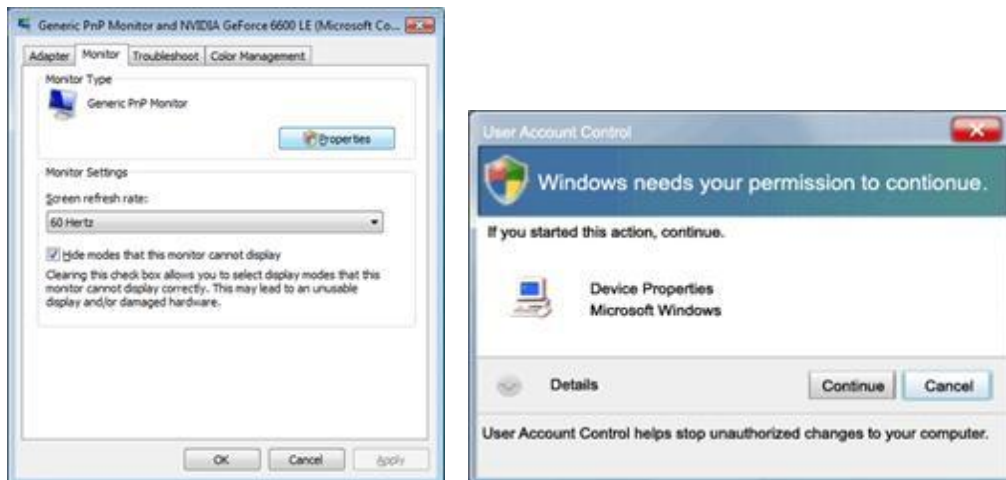 Generic PnP Monitor and NVIDIA GeForce 6600 LE (Microsoft Co...
Adapter Monitor Troubleshoot Color Management
Monitor Type
Generic PnP Monitor
Properties
Monitor Settings
Screen refresh rate:
60 Hertz
Hide modes that this monitor cannot display
Clearing this check box allows you to select display modes that this
monitor cannot display correctly. This may lead to an unusable
display and/or damaged hardware.
OK Cancel Apply
User Account Control
Windows needs your permission to contionue.
If you started this action, continue.
Device Properties
Microsoft Windows
Details Continue Cancel
User Account Control helps stop unauthorized changes to your computer.